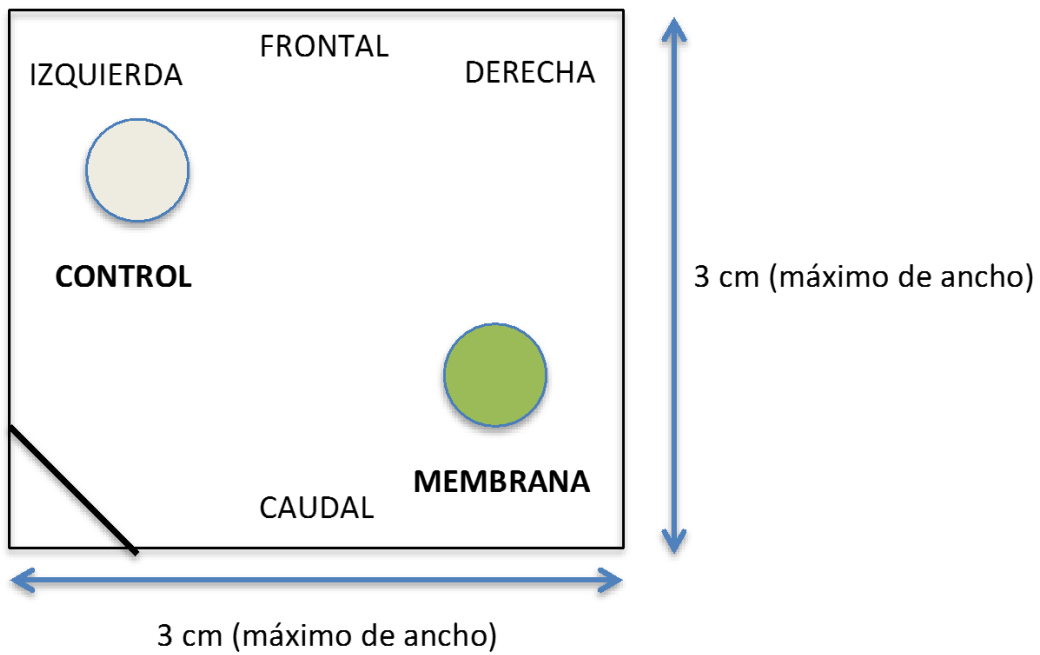 FRONTAL
IZQUIERDA
DERECHA
CONTROL
3 cm (máximo de ancho)
MEMBRANA
CAUDAL
3 cm (máximo de ancho)